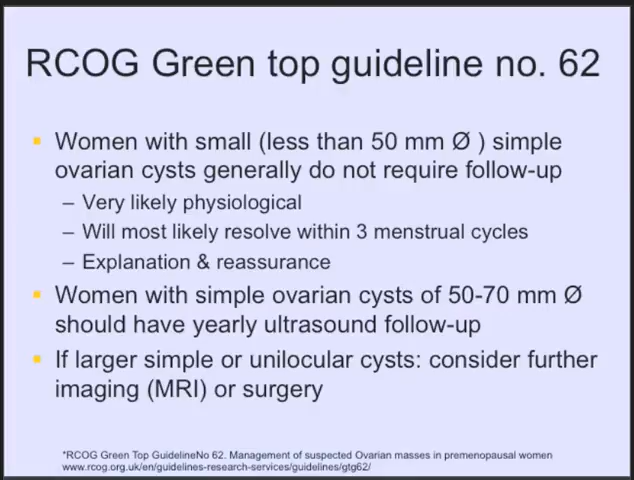 RCOG Green top guideline no. 62
▪ Women with small (less than 50 mm Ø ) simple
ovarian cysts generally do not require follow-up
– Very likely physiological
– Will most likely resolve within 3 menstrual cycles
– Explanation & reassurance
▪ Women with simple ovarian cysts of 50-70 mm Ø
should have yearly ultrasound follow-up
▪ If larger simple or unilocular cysts: consider further
imaging (MRI) or surgery
*RCOG Green Top GuidelineNo 62. Management of suspected Ovarian masses in premenopausal women
www.rcog.org.uk/en/guidelines-research-services/guidelines/gtg62/